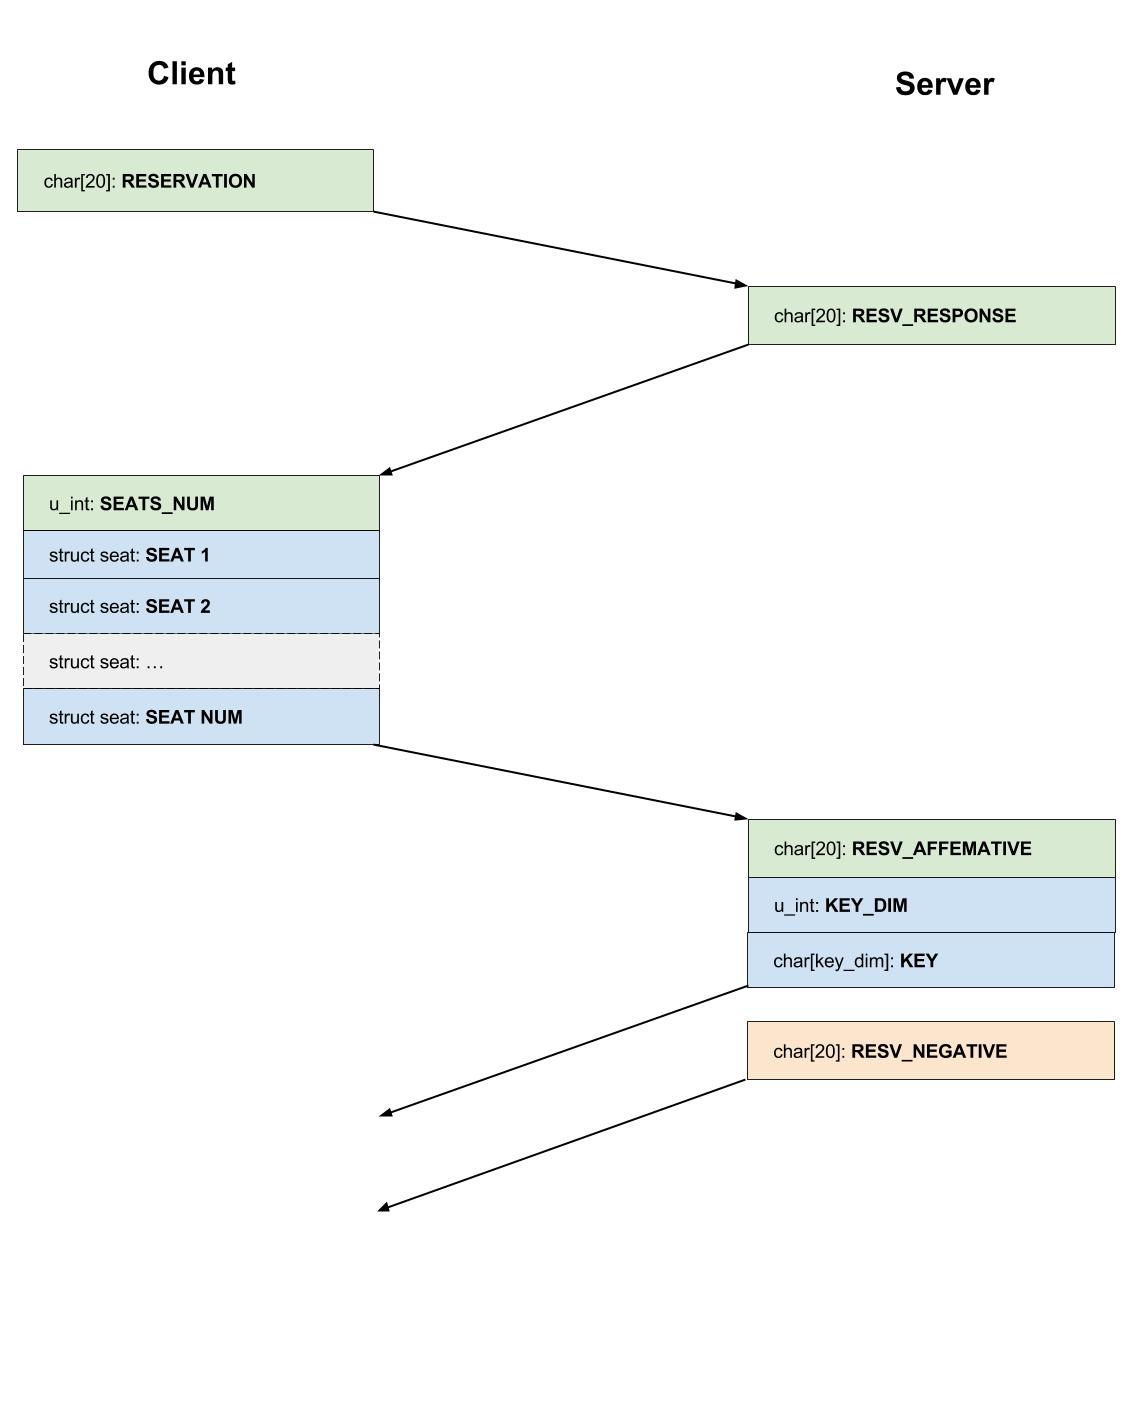 Client
Server
char[20]: RESERVATION
char[20]: RESV_RESPONSE
u_int: SEATS_NUM
struct seat: SEAT 1
struct seat: SEAT 2
struct seat: …
struct seat: SEAT NUM
char[20]: RESV_AFFEMATIVE
u_int: KEY_DIM
char[key_dim]: KEY
char[20]: RESV_NEGATIVE